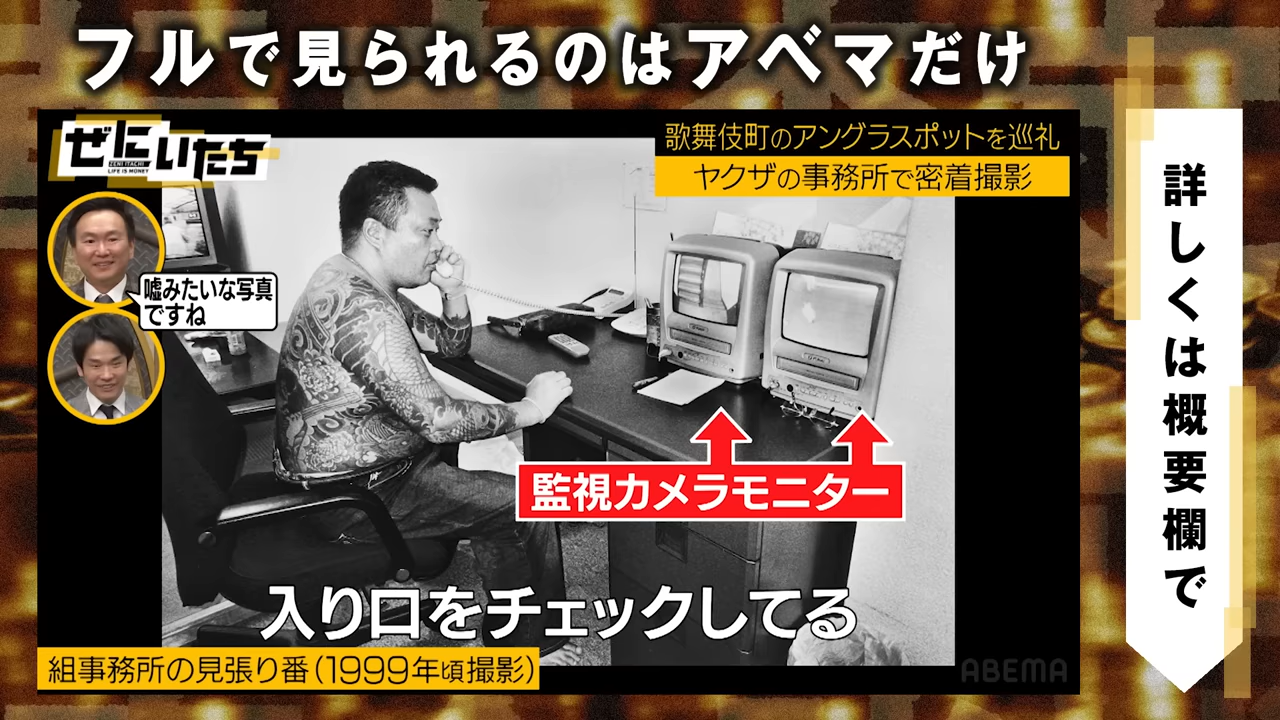 フルで見られるのはアベマだけ
ぜにいたち
ZENI ITACHI
LIFE IS MONEY
歌舞伎町のアングラスポットを巡礼
ヤクザの事務所で密着撮影
嘘みたいな写真
ですね
監視カメラモニター
入り口をチェックしてる
組事務所の見張り番(1999年頃撮影)
ABEMA
詳しくは概要欄で